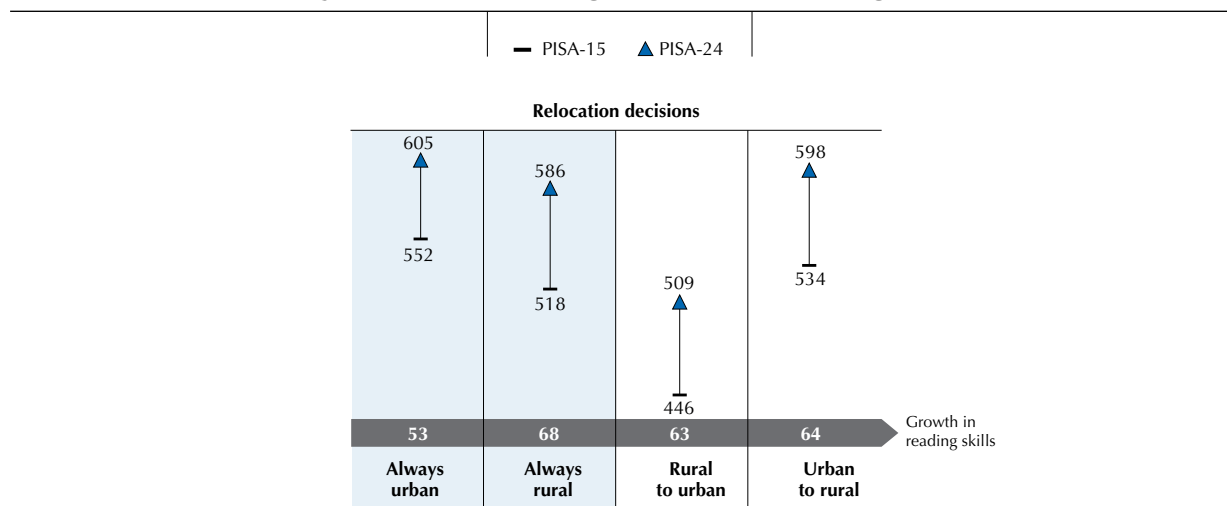 PISA-15 PISA-24
Relocation decisions
605
586
598
552
518
509
534
446
53 68 63 64
Growth in
reading skills
Always
urban
Always
rural
Rural
to urban
Urban
to rural